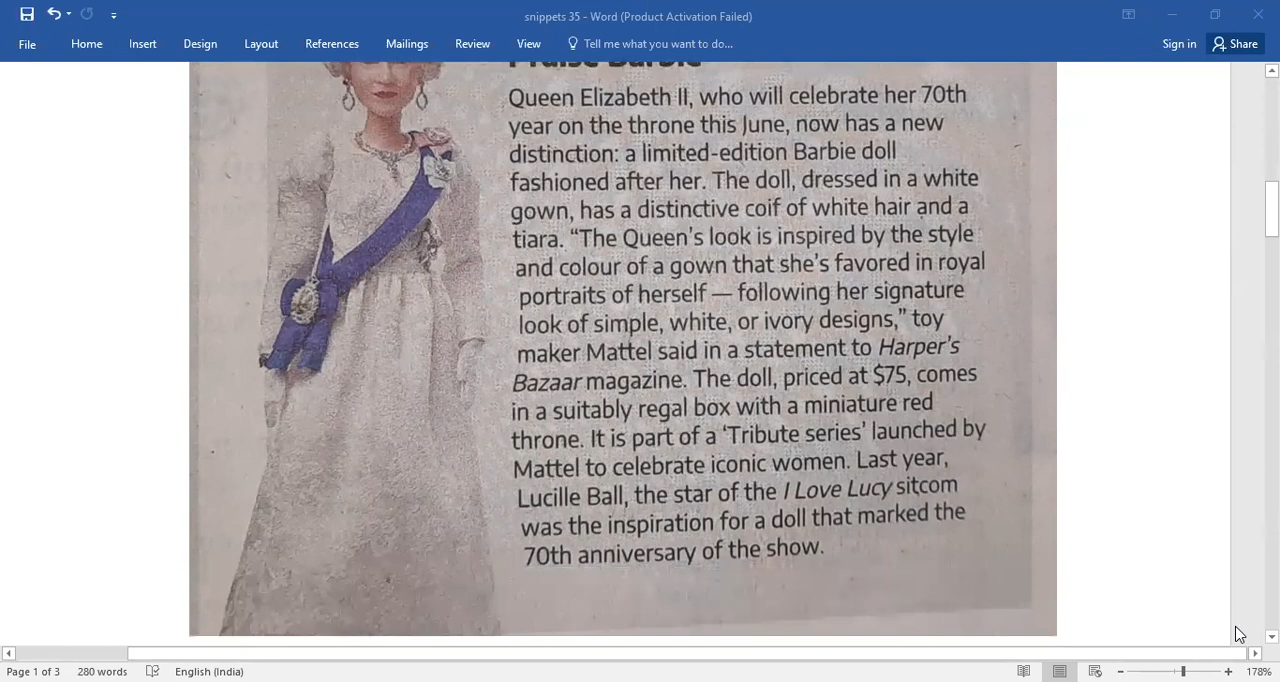 snippets 35 - Word (Product Activation Failed)
File Home Insert Design Layout References Mailings Review View Tell me what you want to do... Sign in Share
Praise Barbie
Queen Elizabeth II, who will celebrate her 70th
year on the throne this June, now has a new
distinction: a limited-edition Barbie doll
fashioned after her. The doll, dressed in a white
gown, has a distinctive coif of white hair and a
tiara. “The Queen’s look is inspired by the style
and colour of a gown that she’s favored in royal
portraits of herself — following her signature
look of simple, white, or ivory designs,” toy
maker Mattel said in a statement to Harper’s
Bazaar magazine. The doll, priced at $75, comes
in a suitably regal box with a miniature red
throne. It is part of a ‘Tribute series’ launched by
Mattel to celebrate iconic women. Last year,
Lucille Ball, the star of the I Love Lucy sitcom
was the inspiration for a doll that marked the
70th anniversary of the show.
Page 1 of 3 280 words English (India) 178%